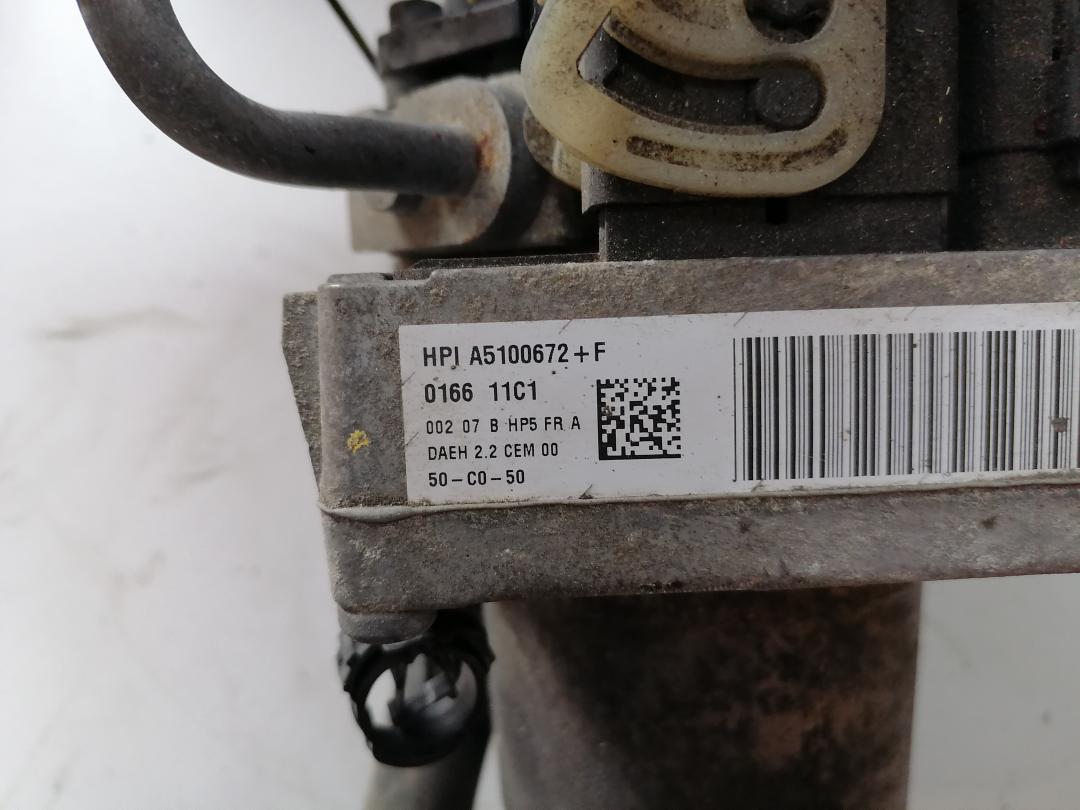 HPI A5100672+F
0166 11C1
002 07 B HP5 FR A
DAEH 2.2 CEM 00
50-C0-50